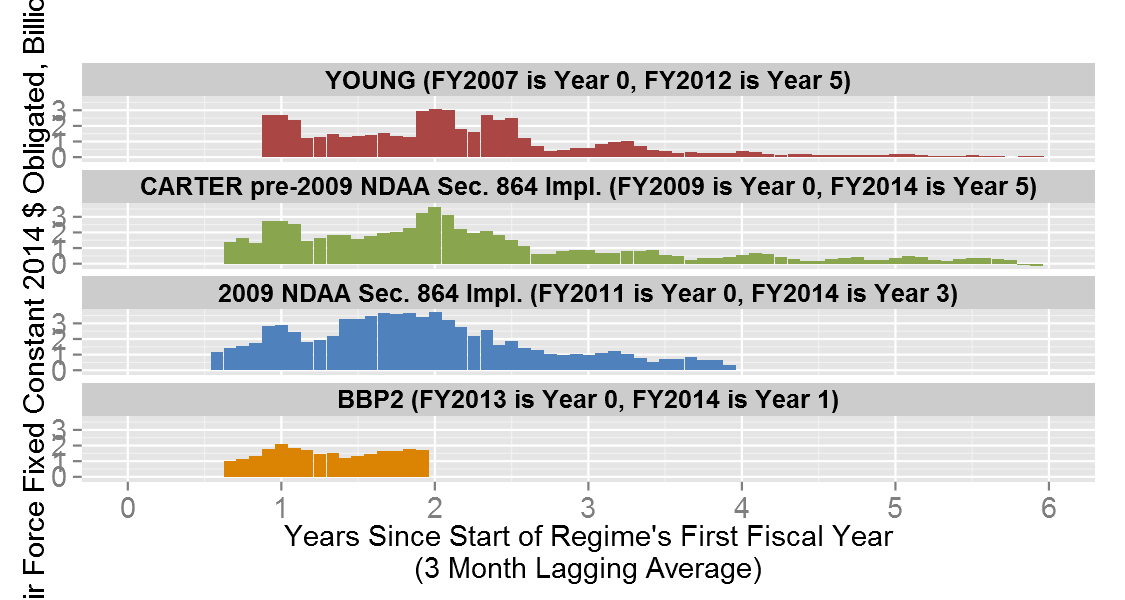 ir Force Fixed Constant 2014 $ Obligated, Billio
YOUNG (FY2007 is Year 0, FY2012 is Year 5)
3
2
1
0
CARTER pre-2009 NDAA Sec. 864 Impl. (FY2009 is Year 0, FY2014 is Year 5)
3
2
1
0
2009 NDAA Sec. 864 Impl. (FY2011 is Year 0, FY2014 is Year 3)
3
2
1
0
BBP2 (FY2013 is Year 0, FY2014 is Year 1)
3
2
1
0
0 1 2 3 4 5 6
Years Since Start of Regime's First Fiscal Year
(3 Month Lagging Average)